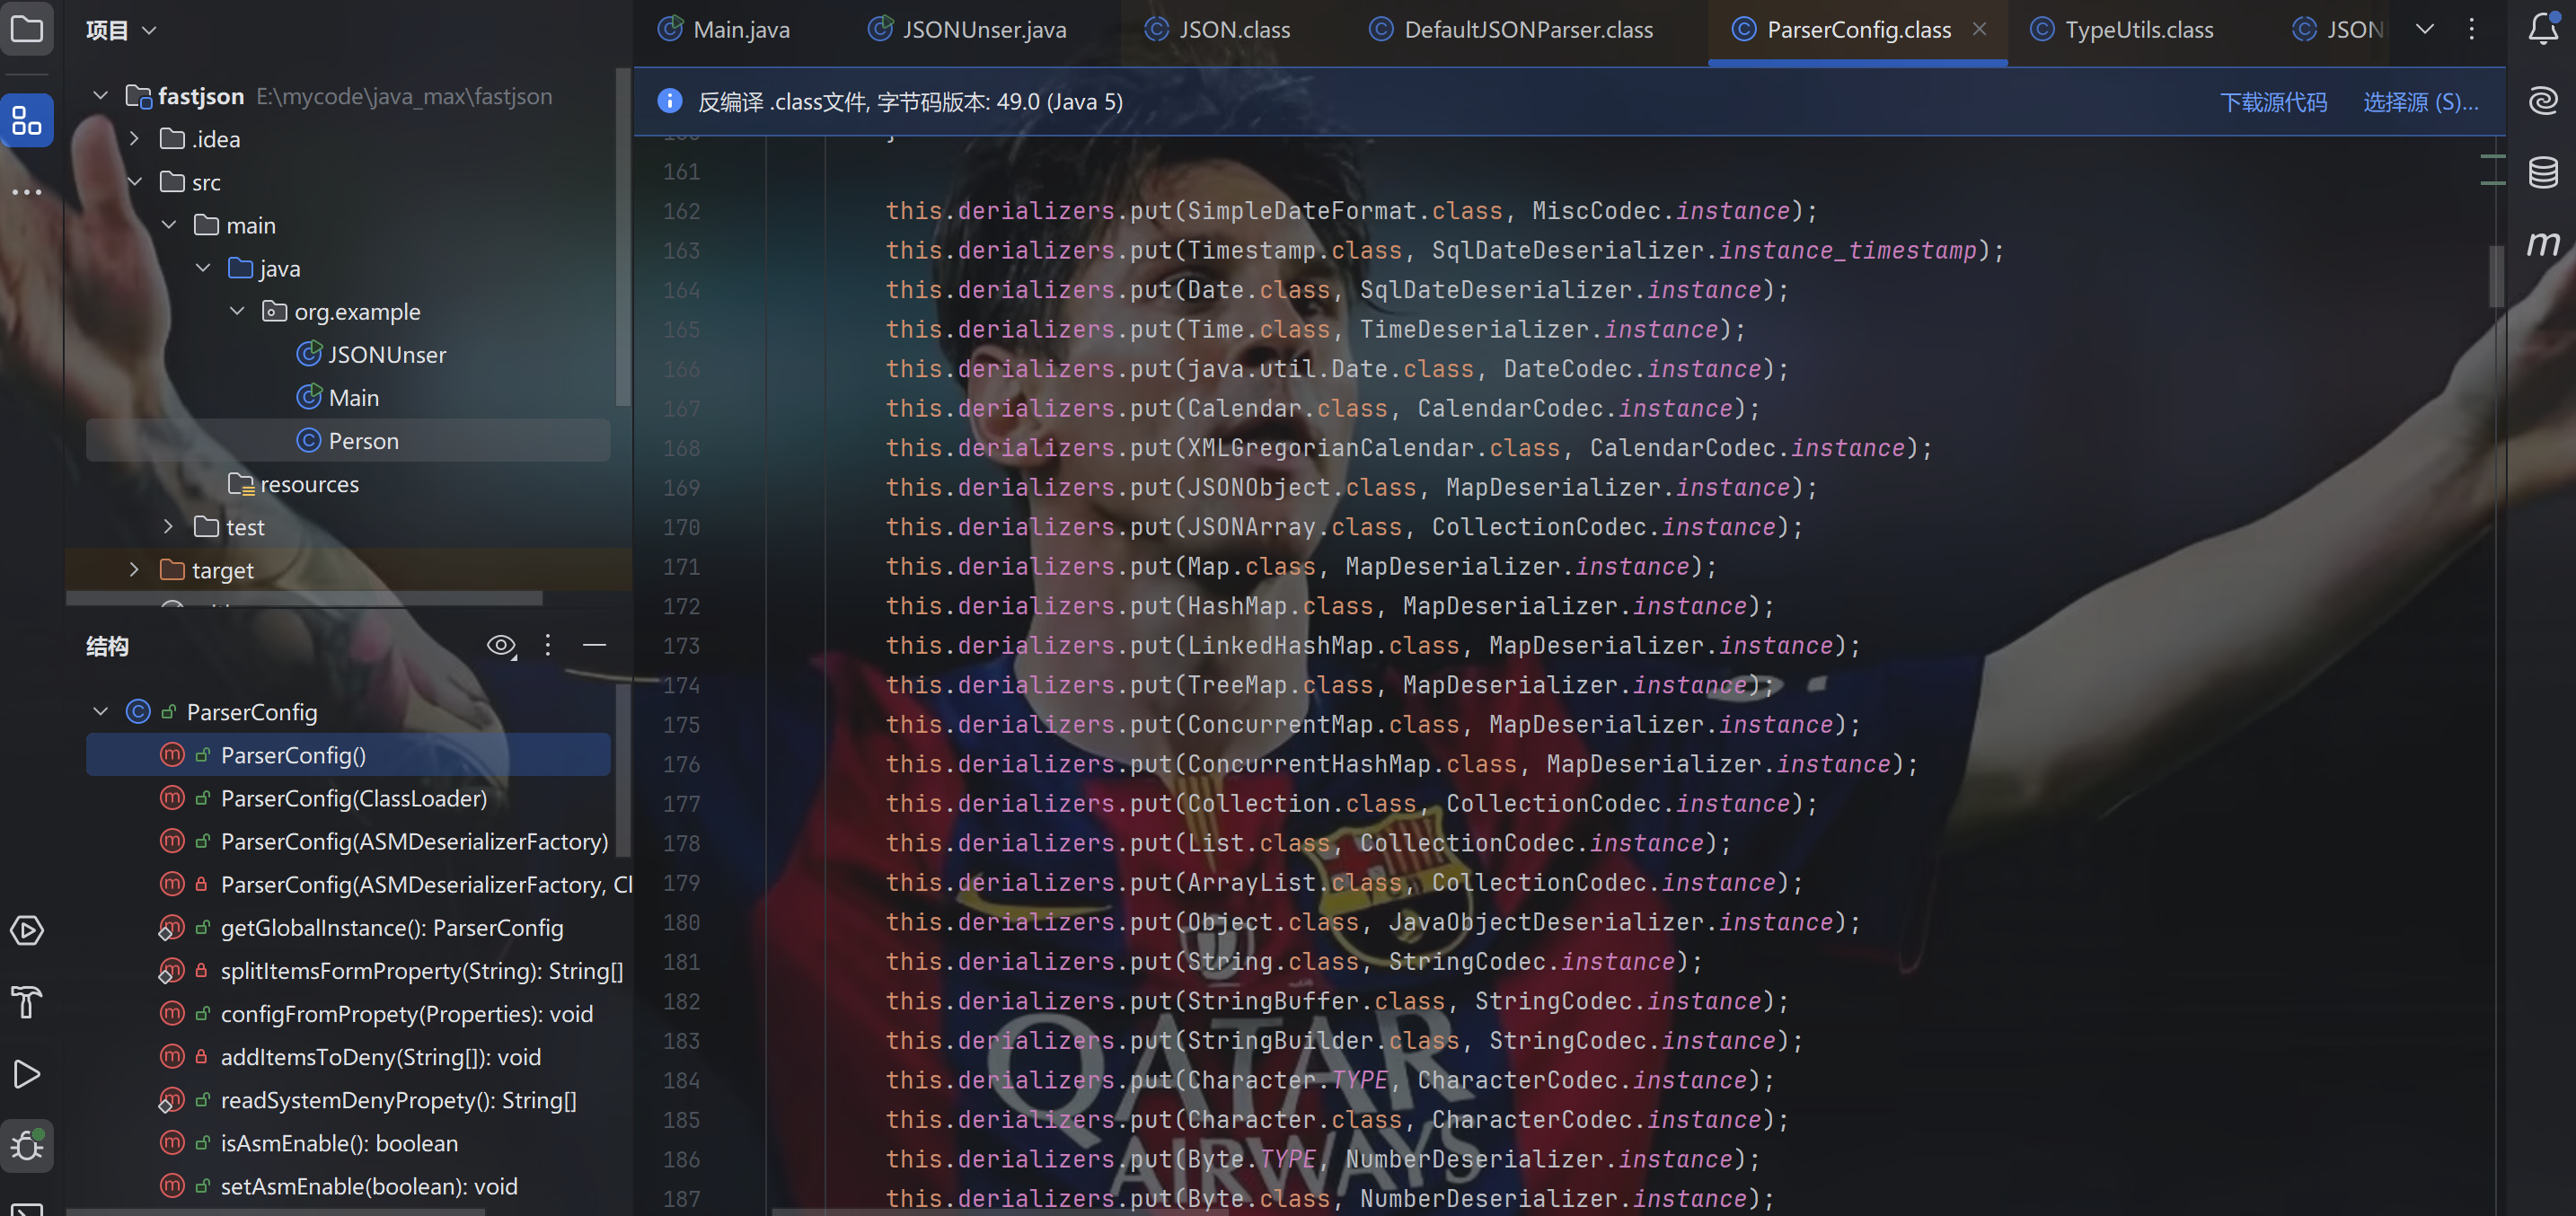 项目
Main.java
JSONUnser.java
JSON.class
DefaultJSONParser.class
ParserConfig.class
TypeUtils.class
JSON
fastjson E:\mycode\java_max\fastjson
.idea
src
main
java
org.example
JSONUnser
Main
Person
resources
test
target
结构
ParserConfig
ParserConfig()
ParserConfig(ClassLoader)
ParserConfig(ASMDeserializerFactory)
ParserConfig(ASMDeserializerFactory, Cl
getGlobalInstance(): ParserConfig
splitItemsFormProperty(String): String[]
configFromPropety(Properties): void
addItemsToDeny(String[]): void
readSystemDenyPropety(): String[]
isAsmEnable(): boolean
setAsmEnable(boolean): void
反编译 .class文件, 字节码版本: 49.0 (Java 5)
下载源代码
选择源 (S)...
161
162 this.derializers.put(SimpleDateFormat.class, MiscCodec.instance);
163 this.derializers.put(Timestamp.class, SqlDateDeserializer.instance_timestamp);
164 this.derializers.put(Date.class, SqlDateDeserializer.instance);
165 this.derializers.put(Time.class, TimeDeserializer.instance);
166 this.derializers.put(java.util.Date.class, DateCodec.instance);
167 this.derializers.put(Calendar.class, CalendarCodec.instance);
168 this.derializers.put(XMLGregorianCalendar.class, CalendarCodec.instance);
169 this.derializers.put(JSONObject.class, MapDeserializer.instance);
170 this.derializers.put(JSONArray.class, CollectionCodec.instance);
171 this.derializers.put(Map.class, MapDeserializer.instance);
172 this.derializers.put(HashMap.class, MapDeserializer.instance);
173 this.derializers.put(LinkedHashMap.class, MapDeserializer.instance);
174 this.derializers.put(TreeMap.class, MapDeserializer.instance);
175 this.derializers.put(ConcurrentMap.class, MapDeserializer.instance);
176 this.derializers.put(ConcurrentHashMap.class, MapDeserializer.instance);
177 this.derializers.put(Collection.class, CollectionCodec.instance);
178 this.derializers.put(List.class, CollectionCodec.instance);
179 this.derializers.put(ArrayList.class, CollectionCodec.instance);
180 this.derializers.put(Object.class, JavaObjectDeserializer.instance);
181 this.derializers.put(String.class, StringCodec.instance);
182 this.derializers.put(StringBuffer.class, StringCodec.instance);
183 this.derializers.put(StringBuilder.class, StringCodec.instance);
184 this.derializers.put(Character.TYPE, CharacterCodec.instance);
185 this.derializers.put(Character.class, CharacterCodec.instance);
186 this.derializers.put(Byte.TYPE, NumberDeserializer.instance);
187 this.derializers.put(Byte.class, NumberDeserializer.instance);
QATAR
AIRWAYS